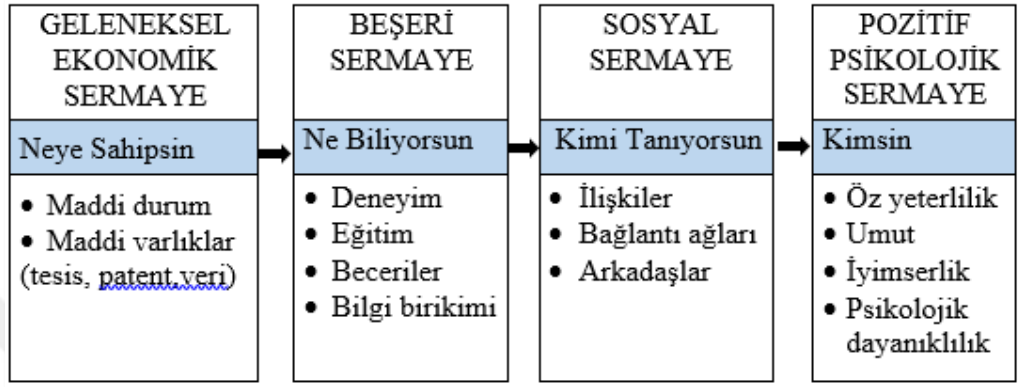 GELENEKSEL
EKONOMİK
SERMAYE
Neye Sahipsin
• Maddi durum
• Maddi varlıklar
(tesis, patent,veri)
BEŞERİ
SERMAYE
Ne Biliyorsun
• Deneyim
• Eğitim
• Beceriler
• Bilgi birikimi
SOSYAL
SERMAYE
Kimi Tanıyorsun
• İlişkiler
• Bağlantı ağları
• Arkadaşlar
POZİTİF
PSİKOLOJİK
SERMAYE
Kimsin
• Öz yeterlilik
• Umut
• İyimserlik
• Psikolojik
dayanıklılık